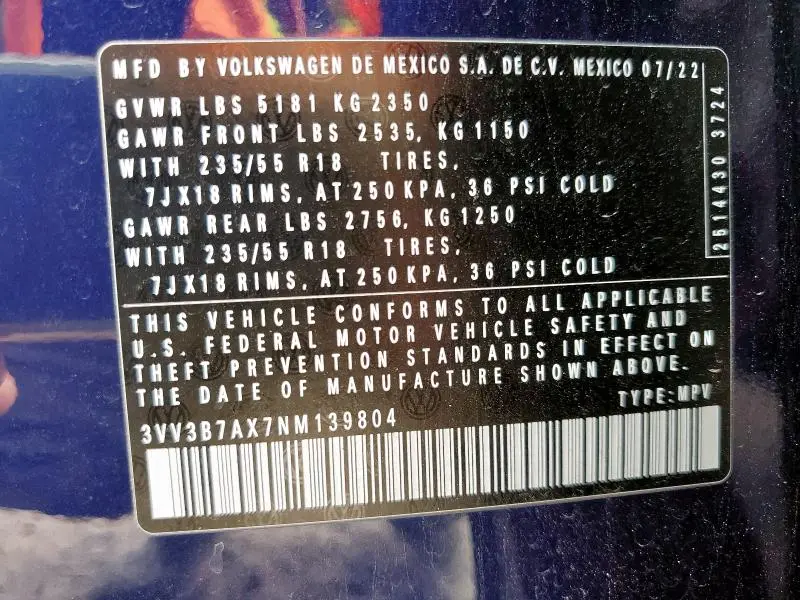 MFD BY VOLKSWAGEN DE MEXICO S.A. DE C.V. MEXICO 07/22
GVWR LBS 5181 KG 2350
GAWR FRONT LBS 2535, KG 1150
WITH 235/55 R18 TIRES,
7JX18 RIMS, AT 250 KPA, 36 PSI COLD
GAWR REAR LBS 2756, KG 1250
WITH 235/55 R18 TIRES,
7JX18 RIMS, AT 250 KPA, 36 PSI COLD
2614430 3724
THIS VEHICLE CONFORMS TO ALL APPLICABLE
U.S. FEDERAL MOTOR VEHICLE SAFETY AND
THEFT PREVENTION STANDARDS IN EFFECT ON
THE DATE OF MANUFACTURE SHOWN ABOVE.
TYPE:MPV
3VV3B7AX7NM139804